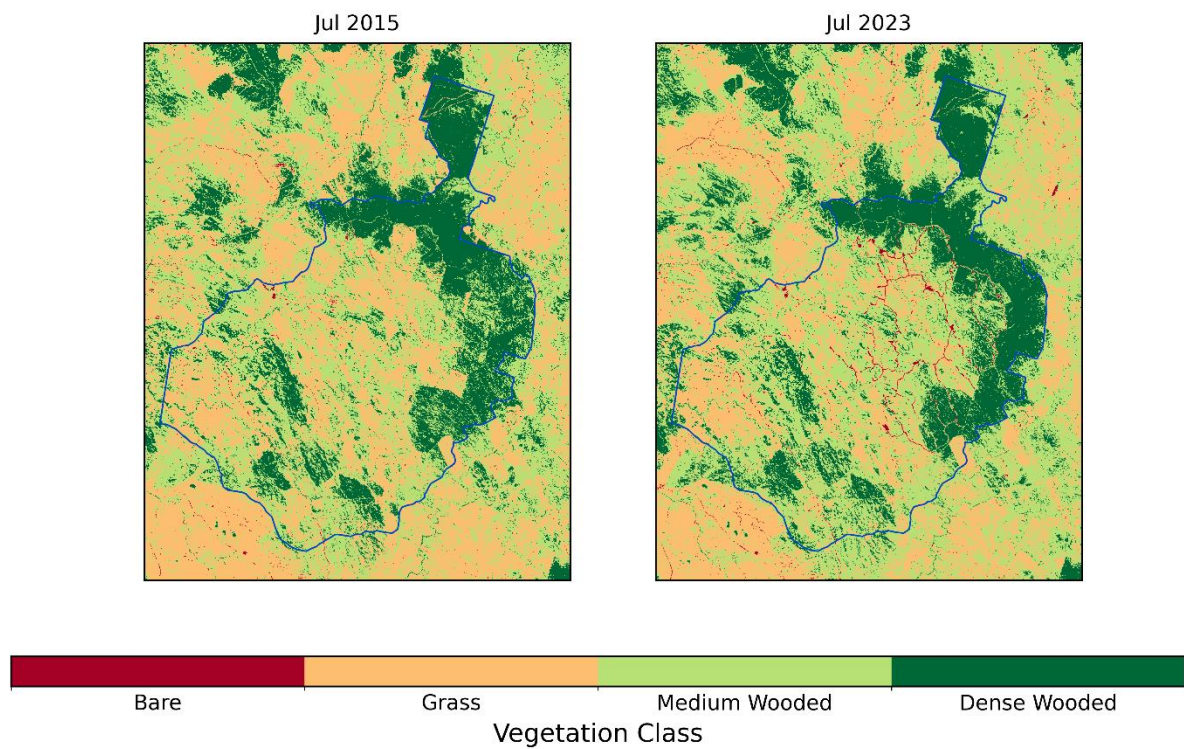 Jul 2015
Jul 2023
Bare
Grass
Medium Wooded
Dense Wooded
Vegetation Class